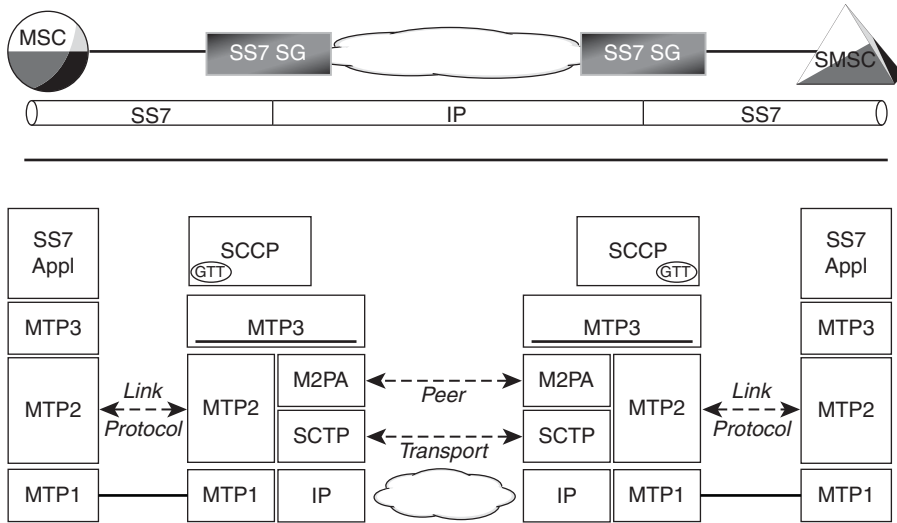 MSC
SS7 SG
SS7 SG
SMSC
SS7
IP
SS7
SS7
Appl
SCCP
GTT
SCCP
GTT
SS7
Appl
MTP3
MTP3
MTP3
MTP3
MTP2
Link
Protocol
MTP2
M2PA
Peer
M2PA
MTP2
Link
Protocol
MTP2
SCTP
Transport
SCTP
MTP1
MTP1
IP
IP
MTP1
MTP1